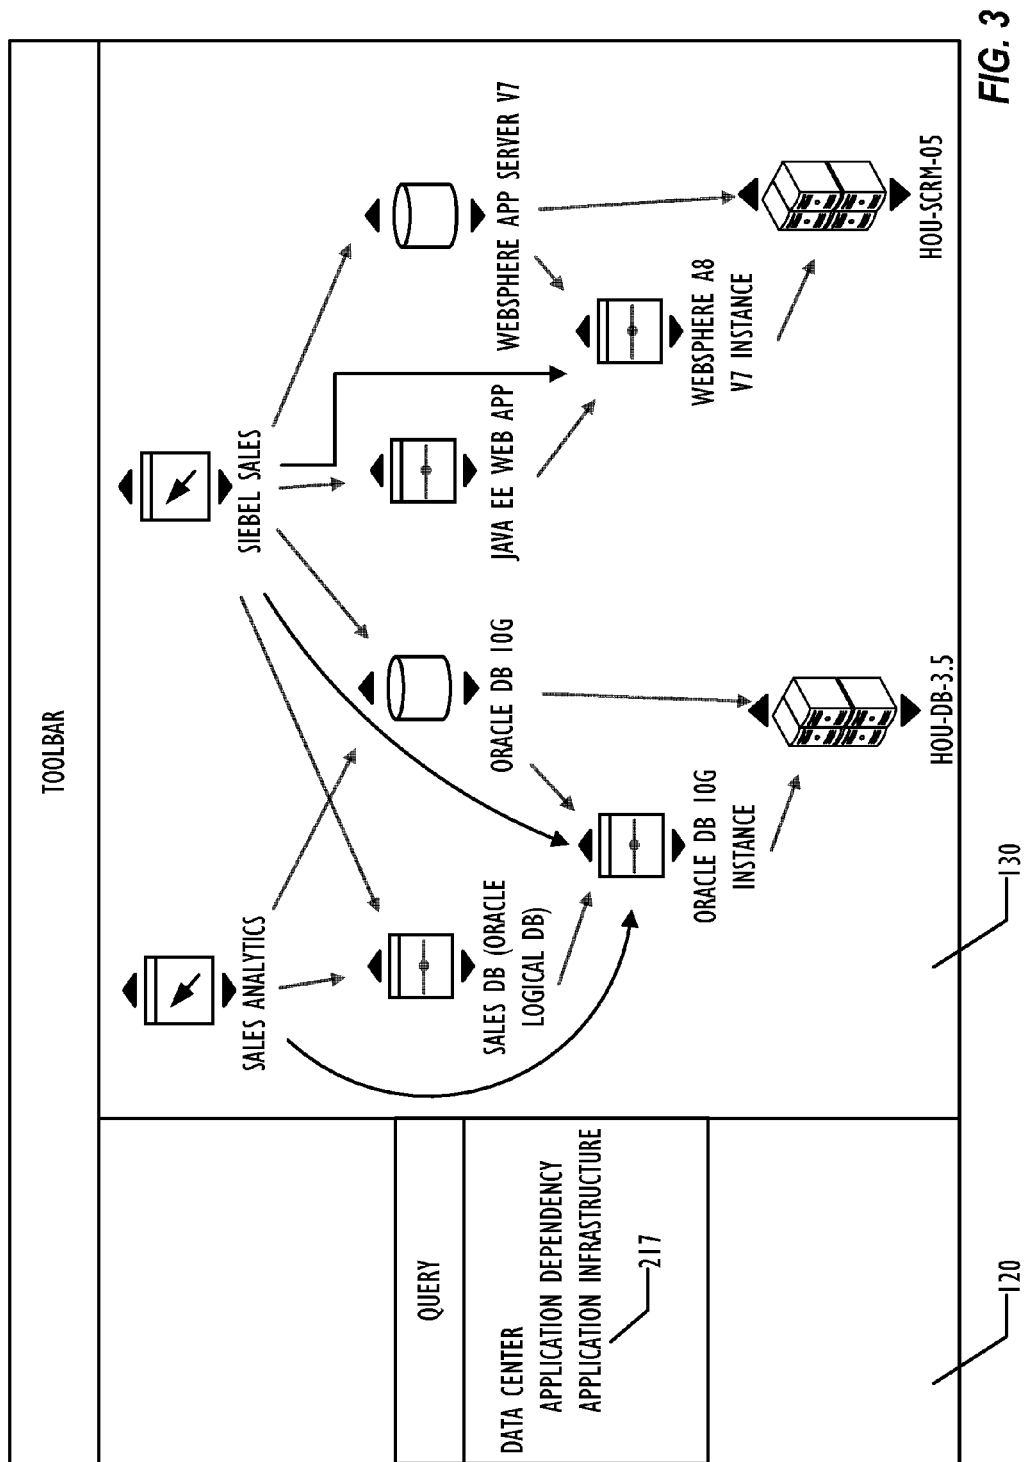 TOOLBAR
QUERY
DATA CENTER
APPLICATION DEPENDENCY
APPLICATION INFRASTRUCTURE
217
SALES ANALYTICS
SIEBEL SALES
SALES DB (ORACLE
LOGICAL DB)
ORACLE DB 10G
JAVA EE WEB APP
WEBSPHERE APP SERVER V7
ORACLE DB 10G
INSTANCE
WEBSPHERE A8
V7 INSTANCE
HOU-DB-3.5
HOU-SCRM-05
120
130
FIG. 3